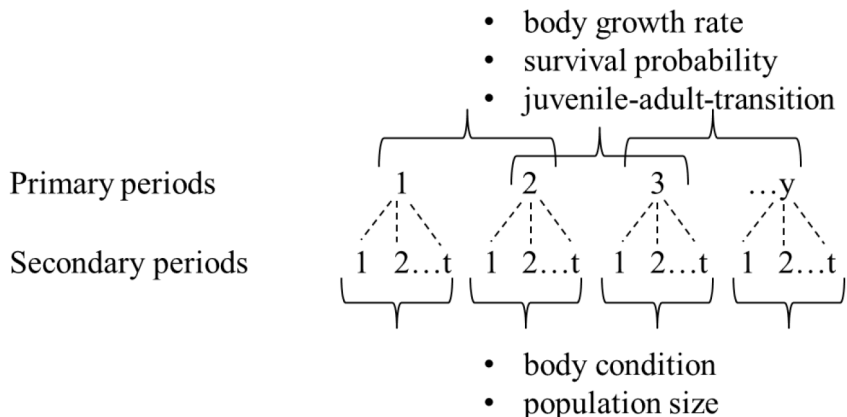 • body growth rate
• survival probability
• juvenile-adult-transition
Primary periods 1 2 3 …y
Secondary periods 1 2…t 1 2…t 1 2…t 1 2…t
• body condition
• population size